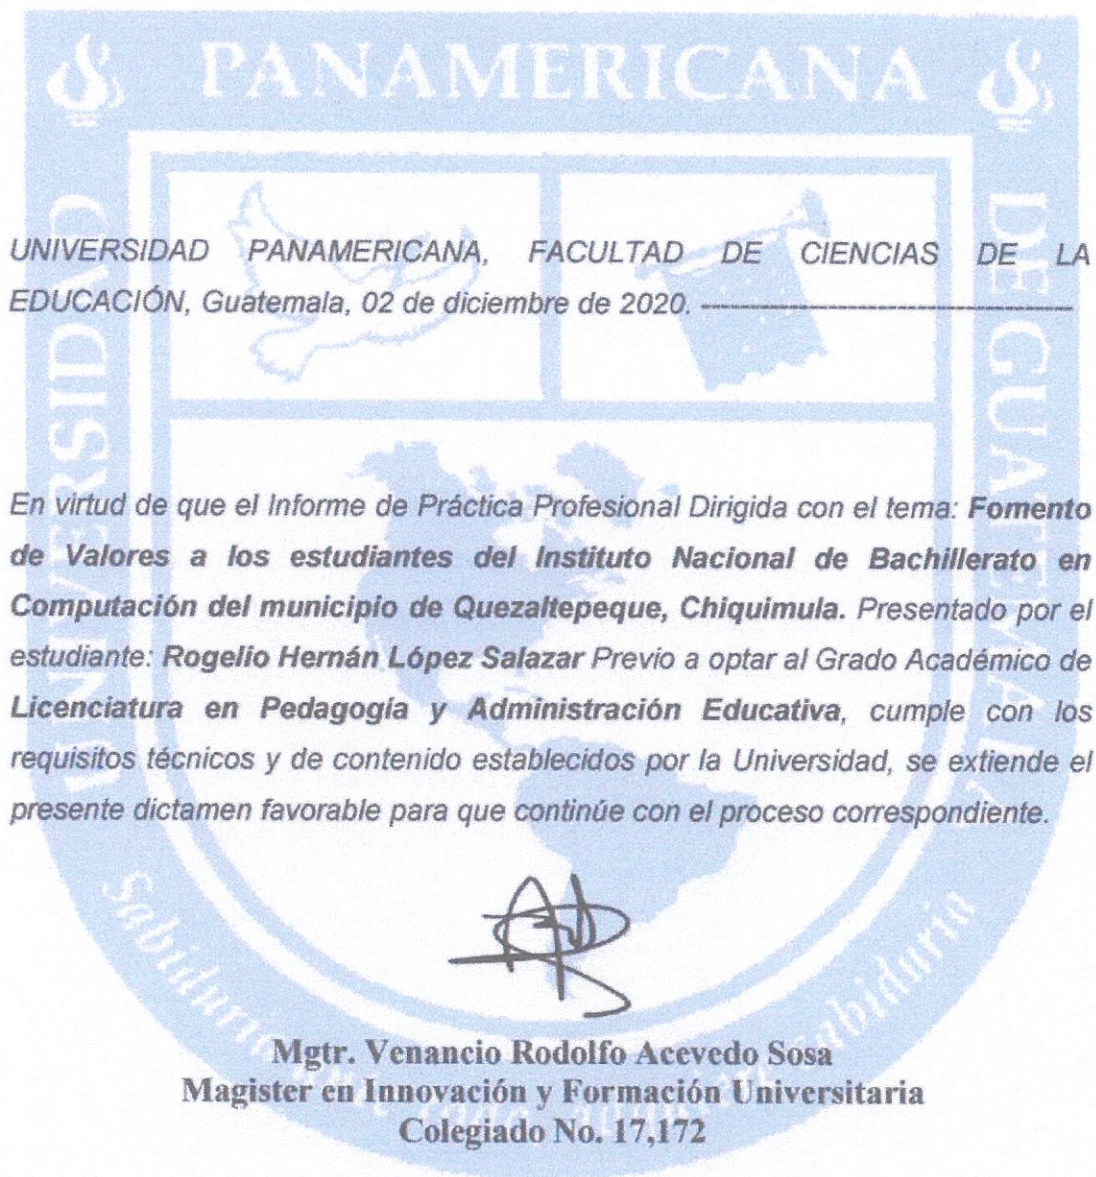 PANAMERICANA
UNIVERSIDAD
DE GUATEMALA
UNIVERSIDAD PANAMERICANA, FACULTAD DE CIENCIAS DE LA
EDUCACIÓN, Guatemala, 02 de diciembre de 2020. --------------------------------
En virtud de que el Informe de Práctica Profesional Dirigida con el tema: Fomento
de Valores a los estudiantes del Instituto Nacional de Bachillerato en
Computación del municipio de Quezaltepeque, Chiquimula. Presentado por el
estudiante: Rogelio Hernán López Salazar Previo a optar al Grado Académico de
Licenciatura en Pedagogía y Administración Educativa, cumple con los
requisitos técnicos y de contenido establecidos por la Universidad, se extiende el
presente dictamen favorable para que continúe con el proceso correspondiente.
Mgtr. Venancio Rodolfo Acevedo Sosa
Magister en Innovación y Formación Universitaria
Colegiado No. 17,172